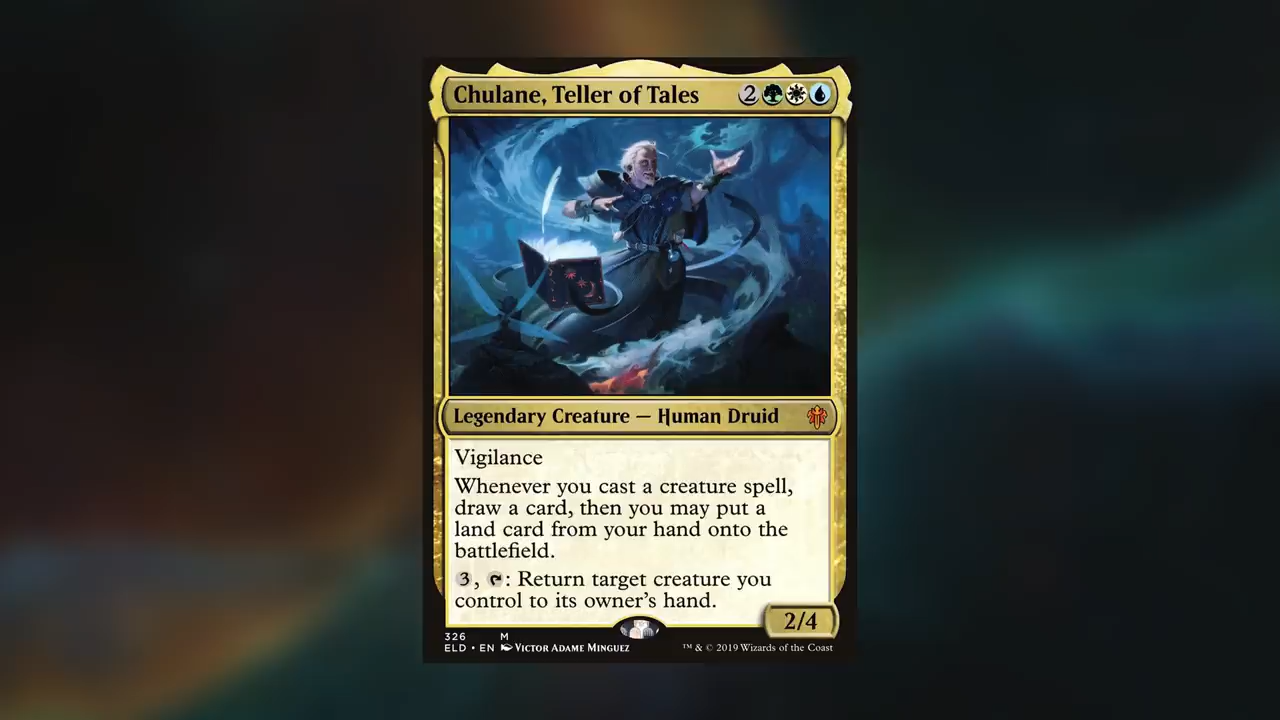 Chulane, Teller of Tales 2
Legendary Creature — Human Druid
Vigilance
Whenever you cast a creature spell,
draw a card, then you may put a
land card from your hand onto the
battlefield.
3, : Return target creature you
control to its owner's hand.
2/4
326 M
ELD • EN Victor Adame Minguez
™ & © 2019 Wizards of the Coast